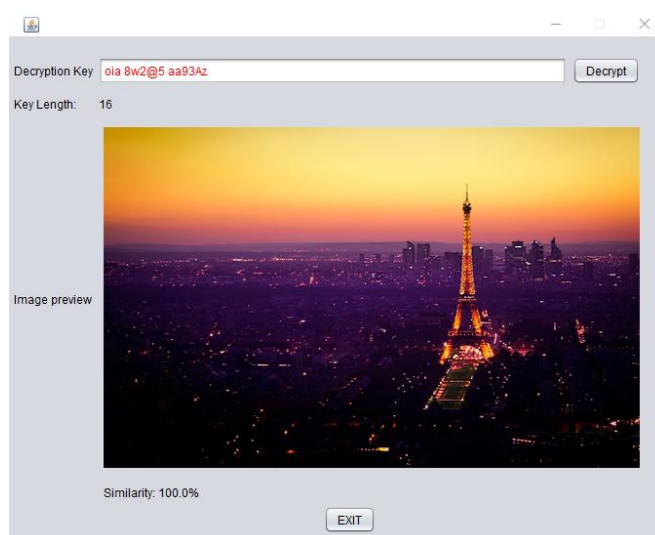 Decryption Key oia 8w2@5 aa93Az Decrypt
Key Length: 16
Image preview
Similarity: 100.0%
EXIT